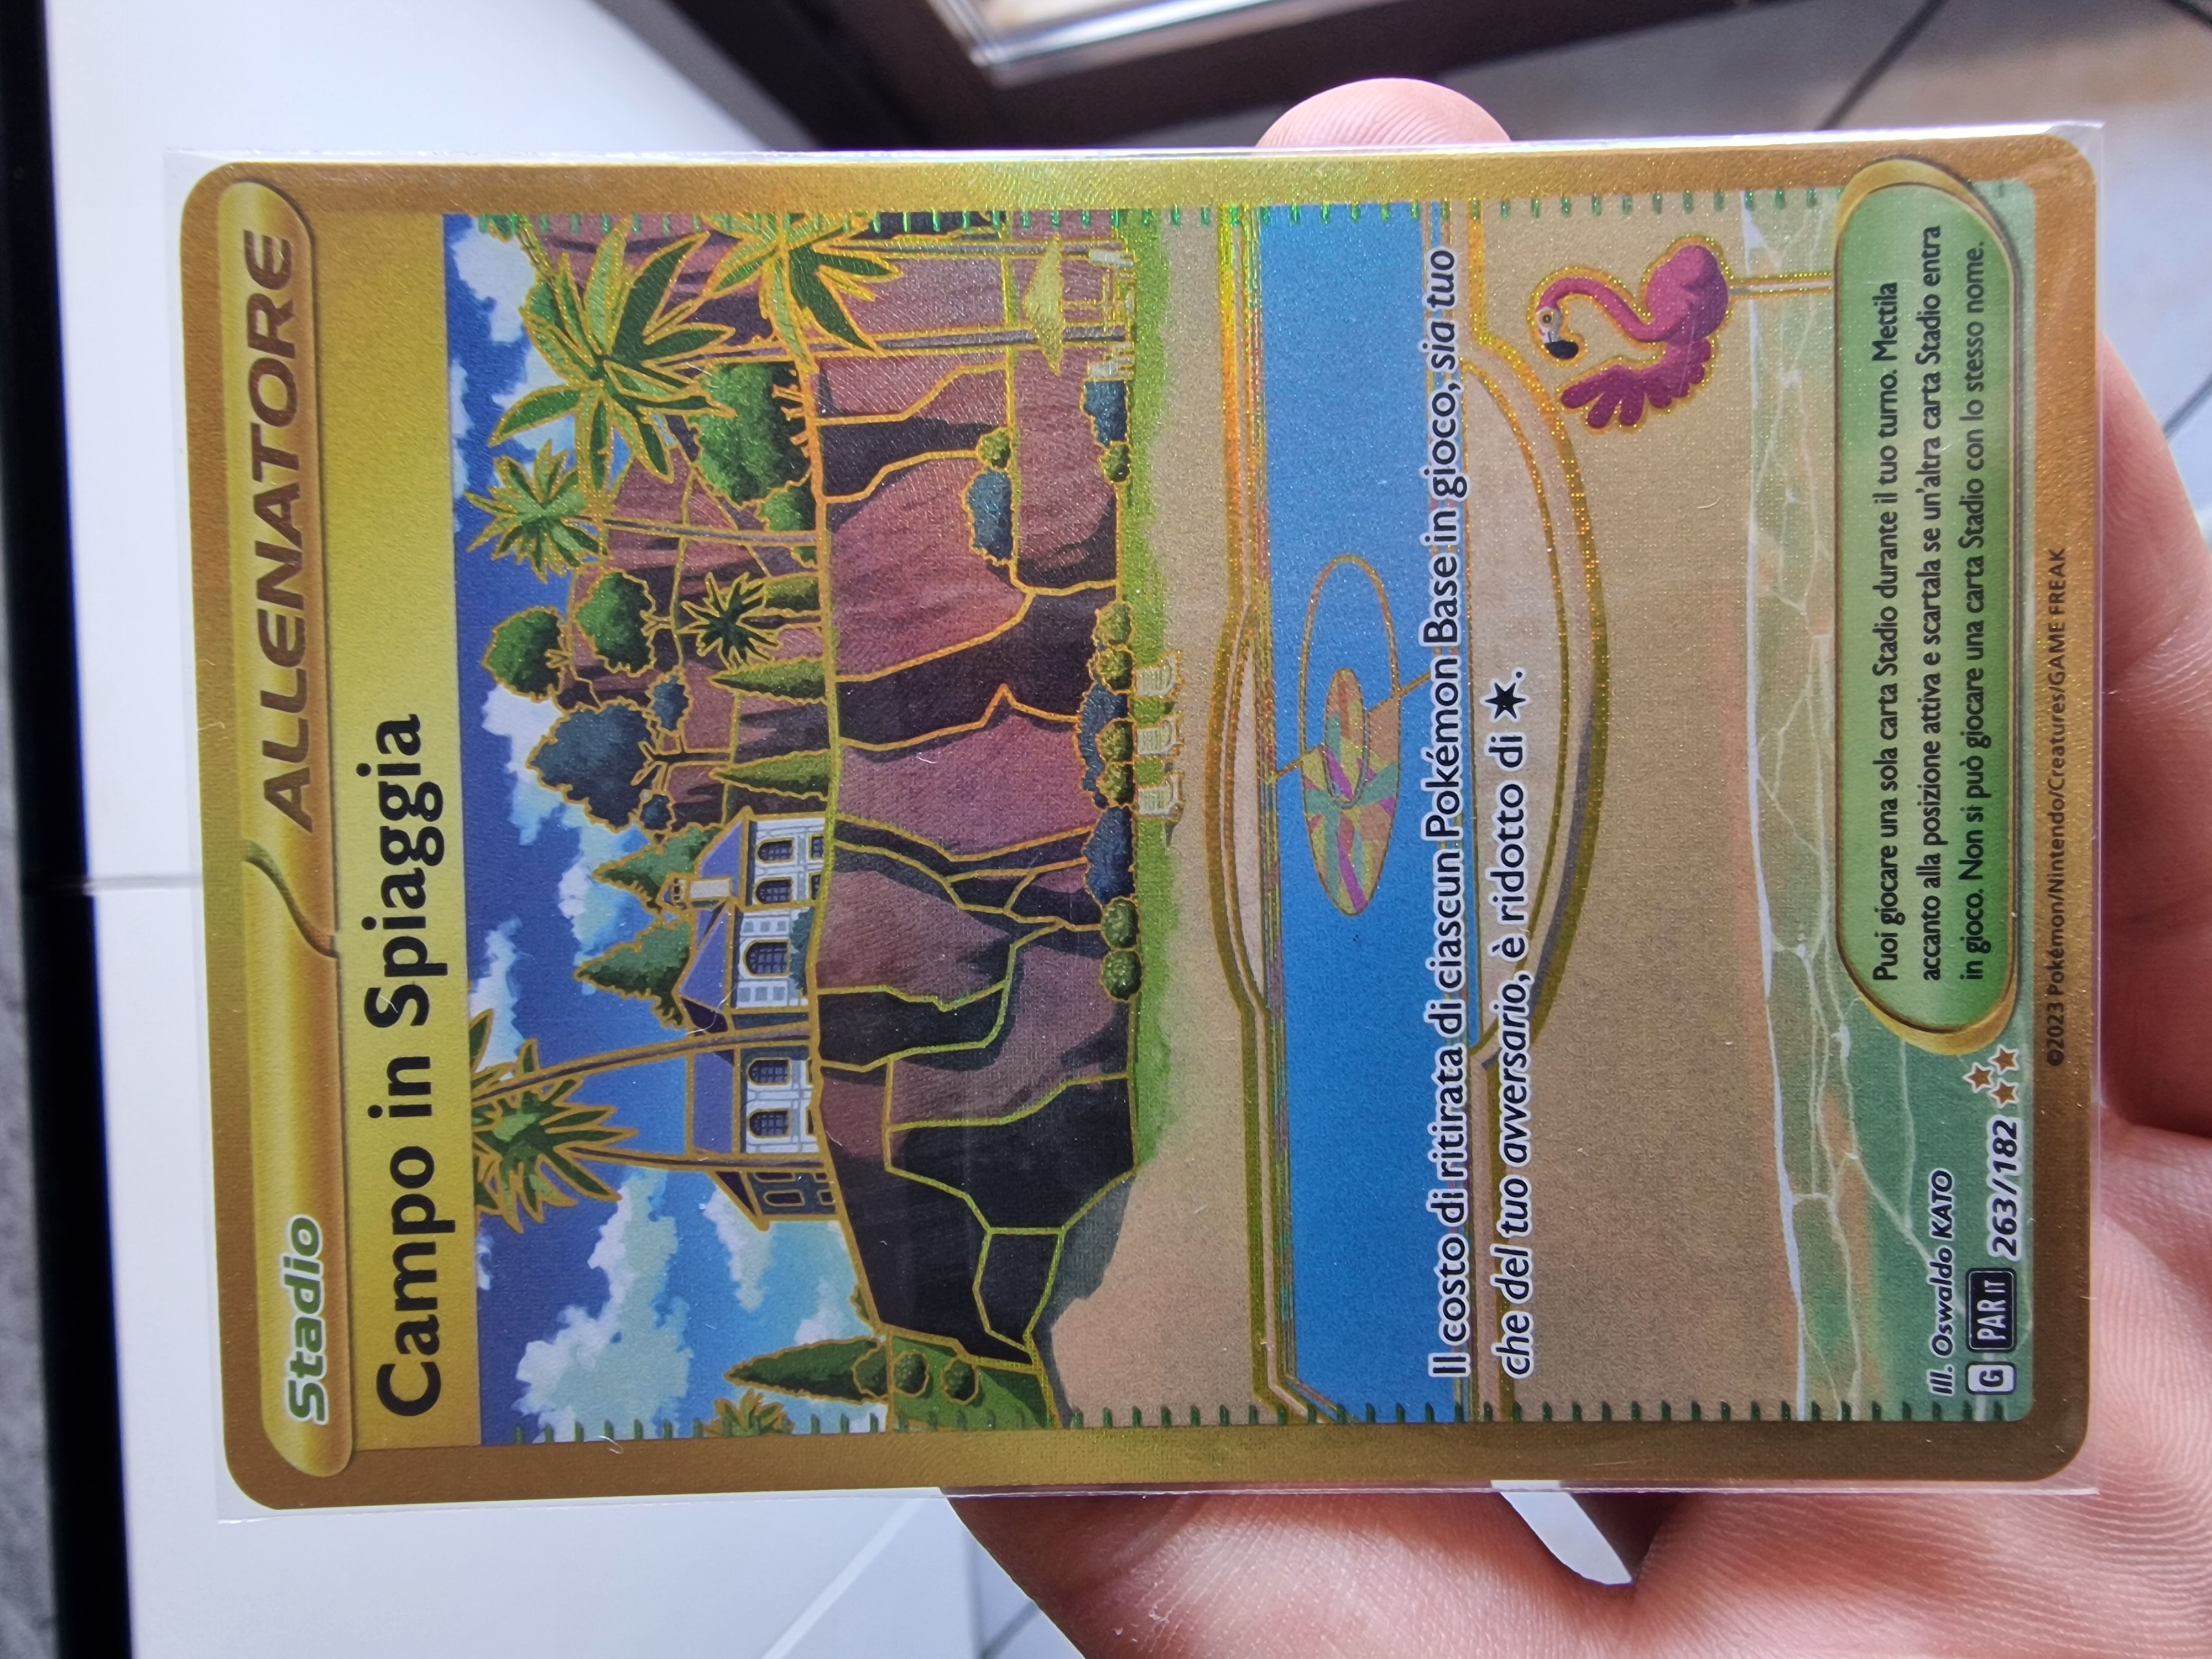 Stadio
ALLENATORE
Campo in Spiaggia
Il costo di ritirata di ciascun Pokémon Base in gioco, sia tuo
che del tuo avversario, è ridotto di ✶.
Puoi giocare una sola carta Stadio durante il tuo turno. Mettila
accanto alla posizione attiva e scartala se un'altra carta Stadio entra
in gioco. Non si può giocare una carta Stadio con lo stesso nome.
Ill. Oswaldo KATO
G PAR IT 263/182
©2023 Pokémon/Nintendo/Creatures/GAME FREAK